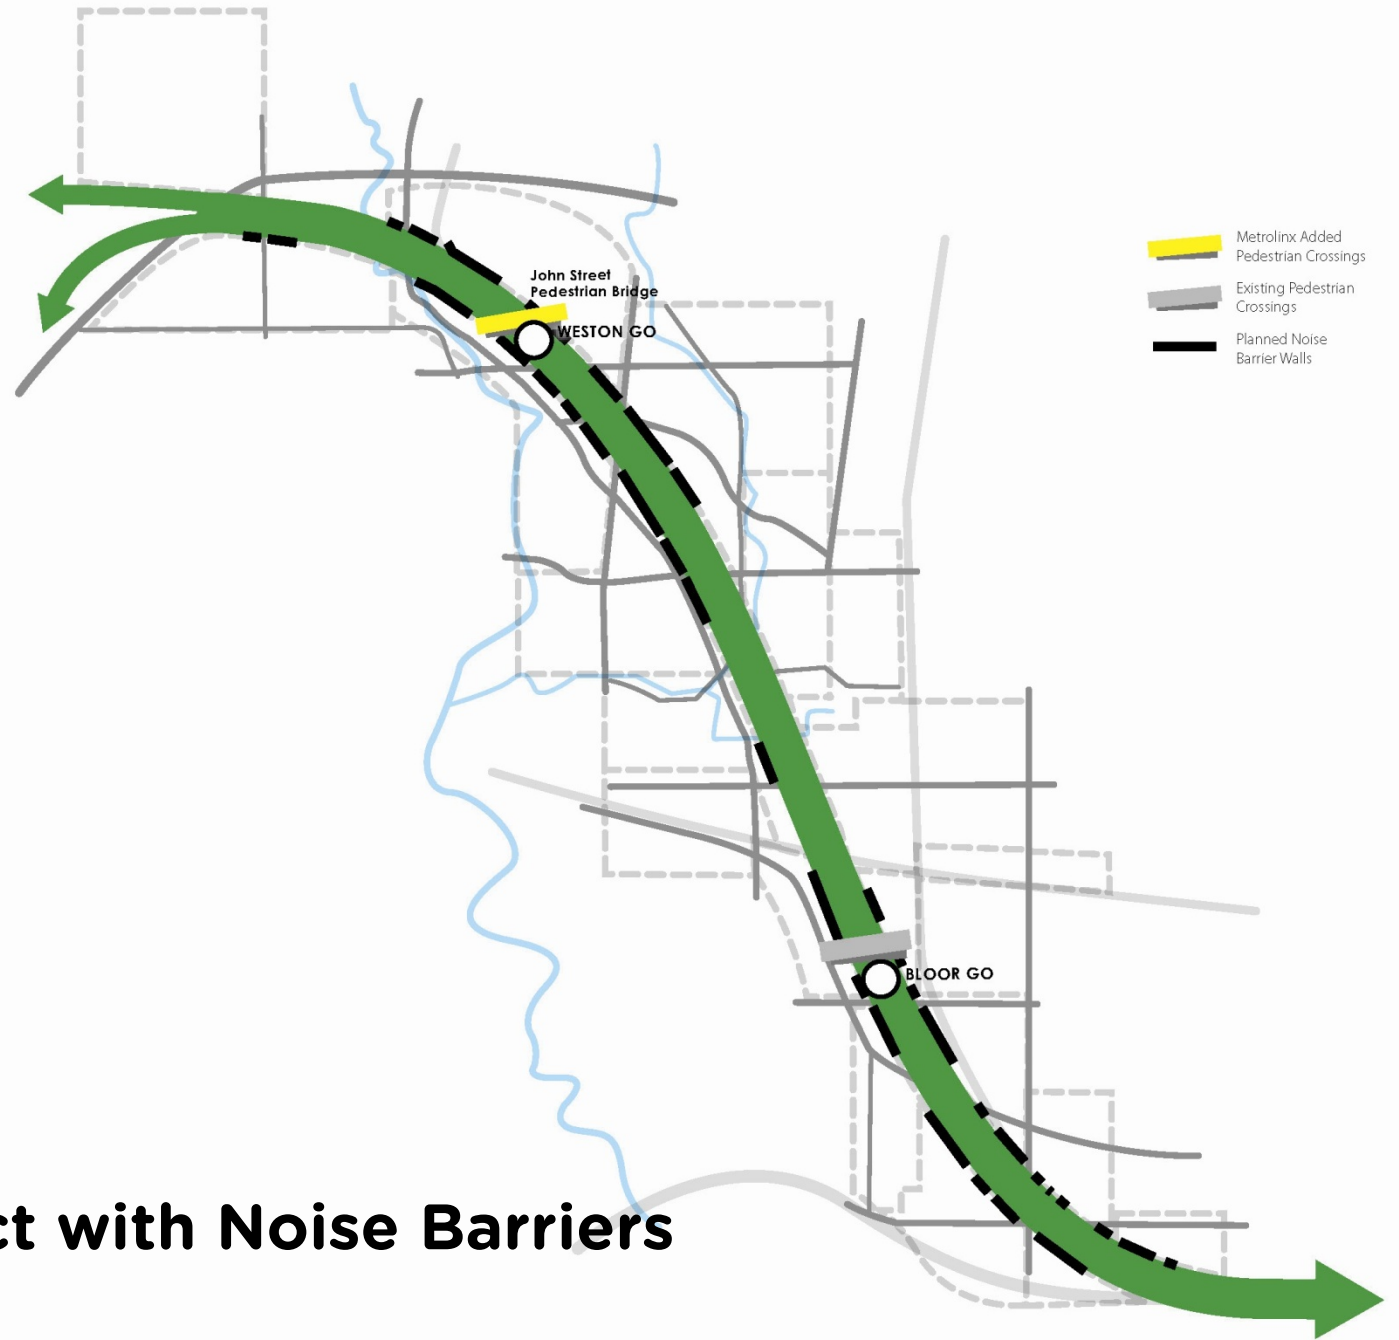 Metrolinx Added
Pedestrian Crossings
Existing Pedestrian
Crossings
Planned Noise
Barrier Walls
John Street
Pedestrian Bridge
WESTON GO
BLOOR GO
ct with Noise Barriers